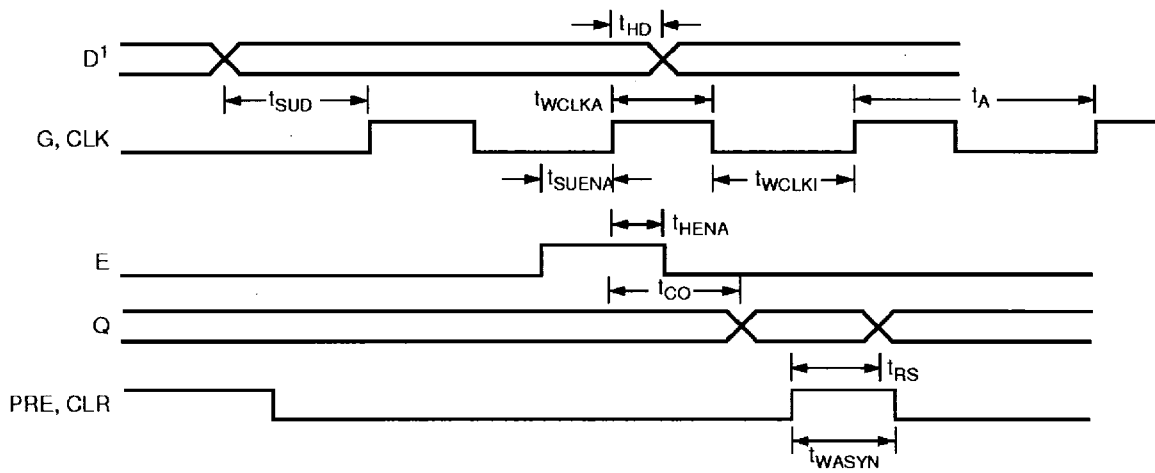 t_HD
D¹
t_SUD
t_WCLKA
t_A
G, CLK
t_SUENA
t_WCLKI
t_HENA
E
t_CO
Q
t_RS
PRE, CLR
t_WASYN